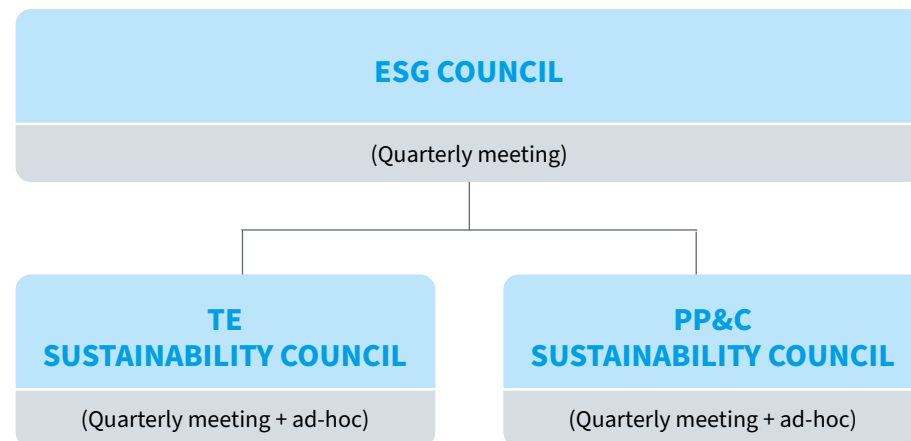 ESG COUNCIL
(Quarterly meeting)
TE
SUSTAINABILITY COUNCIL
(Quarterly meeting + ad-hoc)
PP&C
SUSTAINABILITY COUNCIL
(Quarterly meeting + ad-hoc)